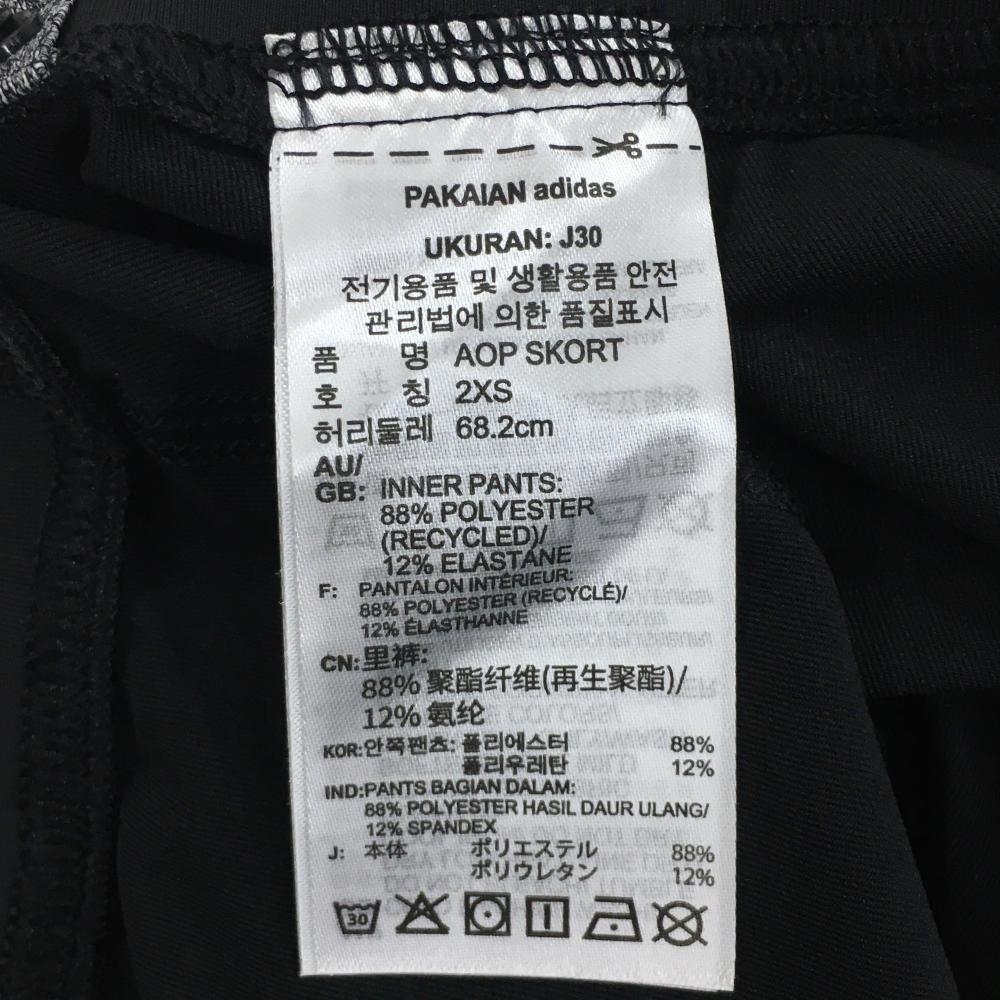 PAKAIAN adidas
UKURAN: J30
전기용품 및 생활용품 안전
관리법에 의한 품질표시
품 명 AOP SKORT
호 칭 2XS
허리둘레 68.2cm
AU/
GB: INNER PANTS:
88% POLYESTER
(RECYCLED)/
12% ELASTANE
F: PANTALON INTÉRIEUR:
88% POLYESTER (RECYCLÉ)/
12% ÉLASTHANNE
CN:里裤:
88% 聚酯纤维(再生聚酯)/
12% 氨纶
KOR:안쪽팬츠: 폴리에스터 88%
폴리우레탄 12%
IND:PANTS BAGIAN DALAM:
88% POLYESTER HASIL DAUR ULANG/
12% SPANDEX
J: 本体 ポリエステル 88%
ポリウレタン 12%
30